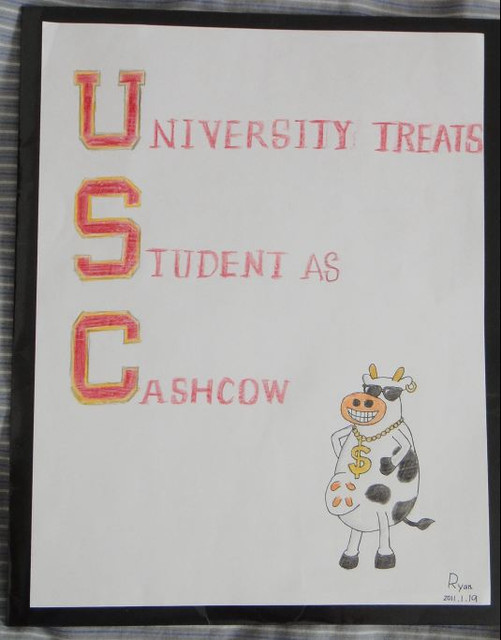 UNIVERSITY TREATS
STUDENT AS
CASHCOW
$
Ryan
2011.1.19